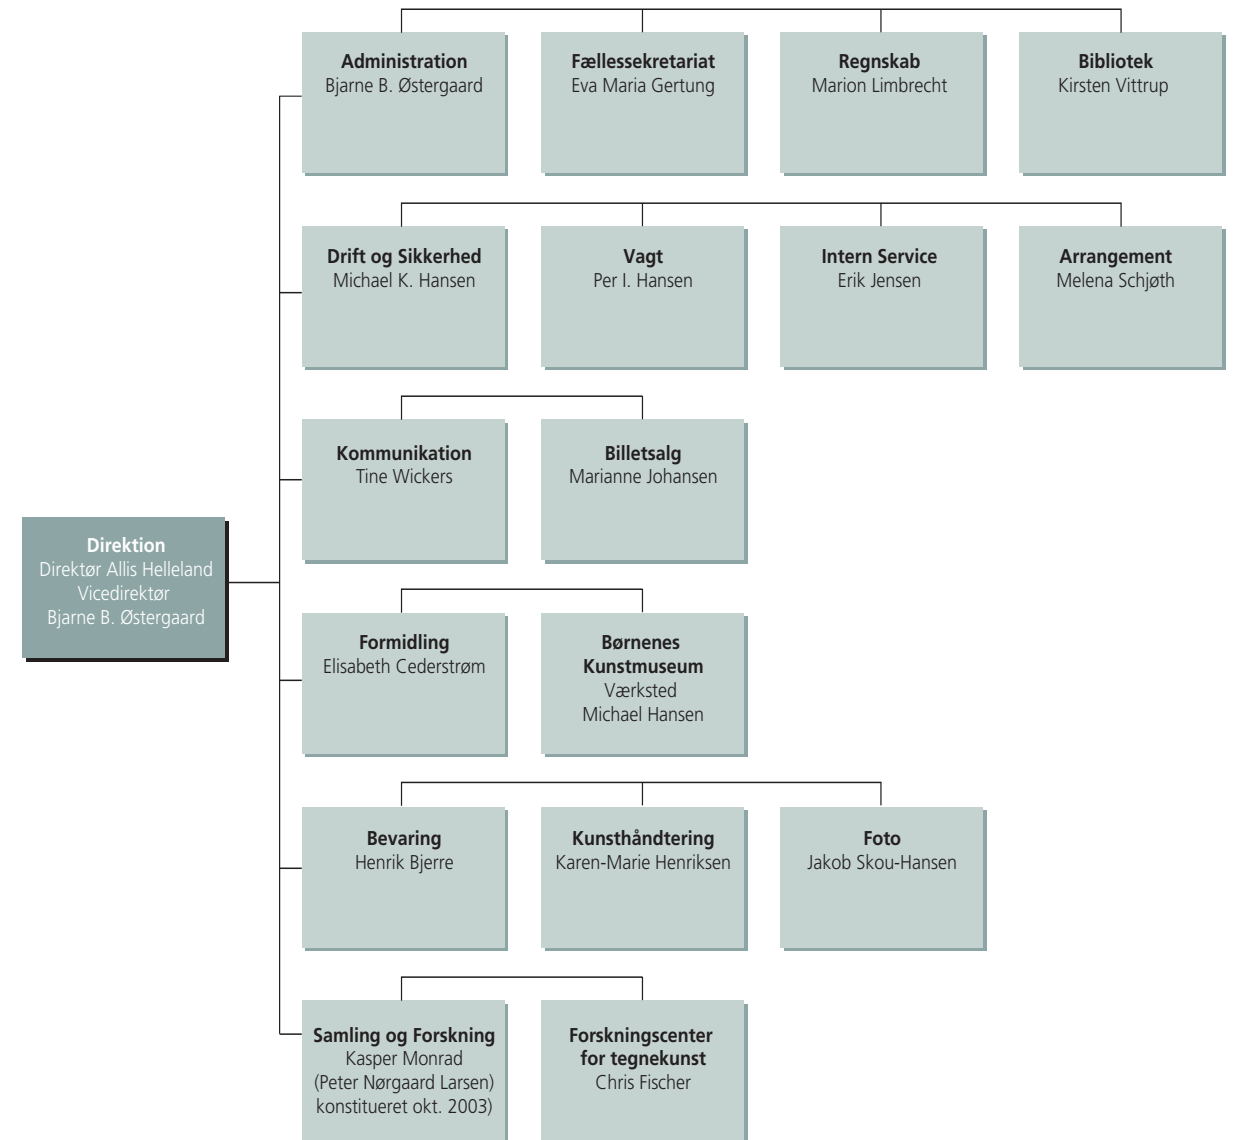 Administration
Bjarne B. Østergaard
Fællessekretariat
Eva Maria Gertung
Regnskab
Marion Limbrecht
Bibliotek
Kirsten Vittrup
Drift og Sikkerhed
Michael K. Hansen
Vagt
Per I. Hansen
Intern Service
Erik Jensen
Arrangement
Melena Schjøth
Kommunikation
Tine Wickers
Billetsalg
Marianne Johansen
Direktion
Direktør Allis Helleland
Vicedirektør
Bjarne B. Østergaard
Formidling
Elisabeth Cederstrøm
Børnenes
Kunstmuseum
Værksted
Michael Hansen
Bevaring
Henrik Bjerre
Kunsthåndtering
Karen-Marie Henriksen
Foto
Jakob Skou-Hansen
Samling og Forskning
Kasper Monrad
(Peter Nørgaard Larsen)
konstitueret okt. 2003)
Forskningscenter
for tegnekunst
Chris Fischer